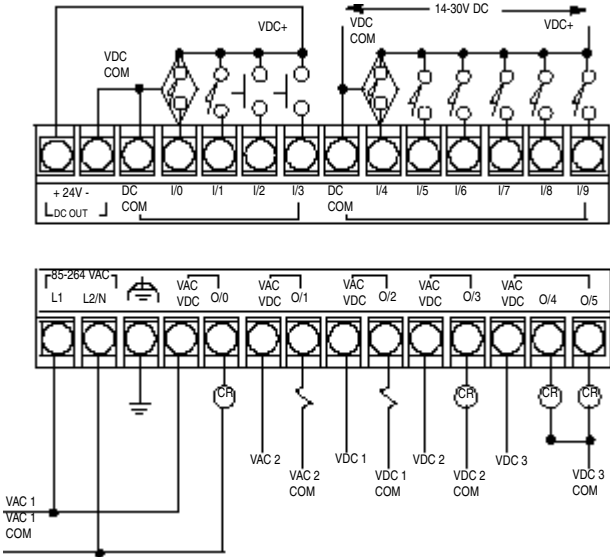 14-30V DC
VDC+
VDC
COM
VDC+
VDC
COM
+ 24V -
DC OUT
DC
COM
I/0
I/1
I/2
I/3
DC
COM
I/4
I/5
I/6
I/7
I/8
I/9
85-264 VAC
L1
L2/N
VAC
VDC
O/0
VAC
VDC
O/1
VAC
VDC
O/2
VAC
VDC
O/3
VAC
VDC
O/4
O/5
CR
CR
CR
CR
VAC 2
VAC 2
COM
VDC 1
VDC 1
COM
VDC 2
VDC 2
COM
VDC 3
VDC 3
COM
VAC 1
VAC 1
COM